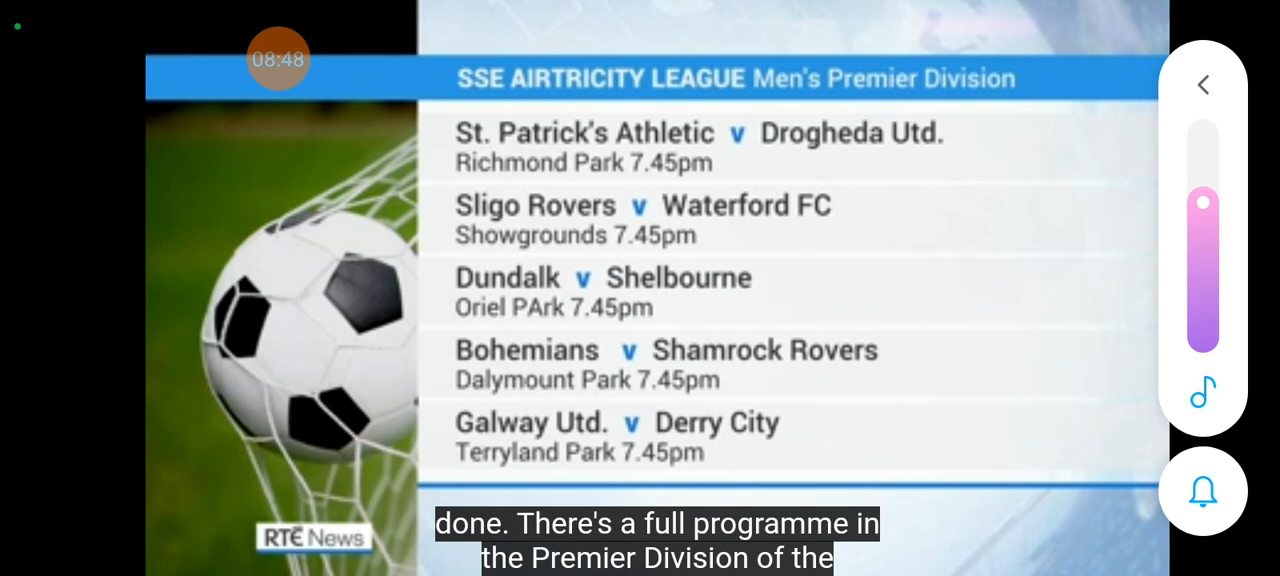 08:48
SSE AIRTRICITY LEAGUE Men's Premier Division
St. Patrick's Athletic v Drogheda Utd.
Richmond Park 7.45pm
Sligo Rovers v Waterford FC
Showgrounds 7.45pm
Dundalk v Shelbourne
Oriel PArk 7.45pm
Bohemians v Shamrock Rovers
Dalymount Park 7.45pm
Galway Utd. v Derry City
Terryland Park 7.45pm
RTÉ News
done. There's a full programme in
the Premier Division of the